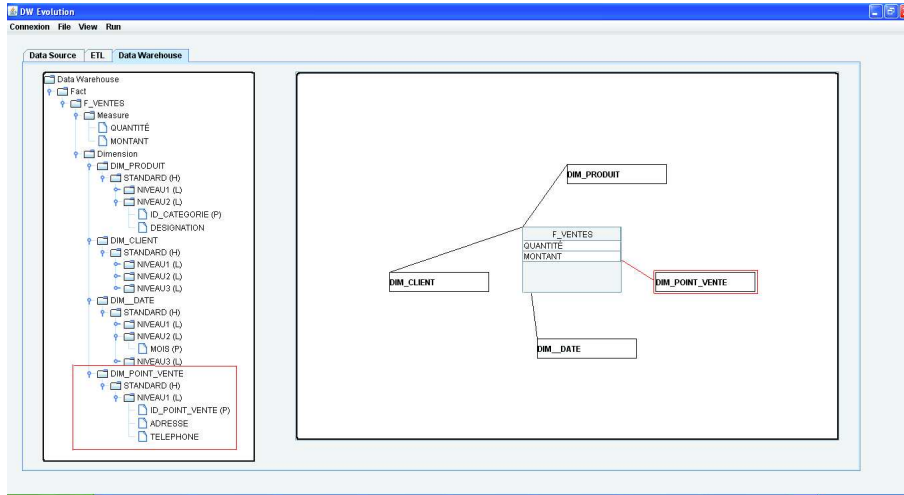 DW Evolution
Connexion File View Run
Data Source ETL Data Warehouse
Data Warehouse
Fact
F_VENTES
Measure
QUANTITÉ
MONTANT
Dimension
DIM_PRODUIT
STANDARD (H)
NIVEAU1 (L)
NIVEAU2 (L)
ID_CATEGORIE (P)
DESIGNATION
DIM_CLIENT
STANDARD (H)
NIVEAU1 (L)
NIVEAU2 (L)
NIVEAU3 (L)
DIM__DATE
STANDARD (H)
NIVEAU1 (L)
NIVEAU2 (L)
MOIS (P)
NIVEAU3 (L)
DIM_POINT_VENTE
STANDARD (H)
NIVEAU1 (L)
ID_POINT_VENTE (P)
ADRESSE
TELEPHONE
DIM_PRODUIT
F_VENTES
QUANTITÉ
MONTANT
DIM_CLIENT
DIM_POINT_VENTE
DIM__DATE